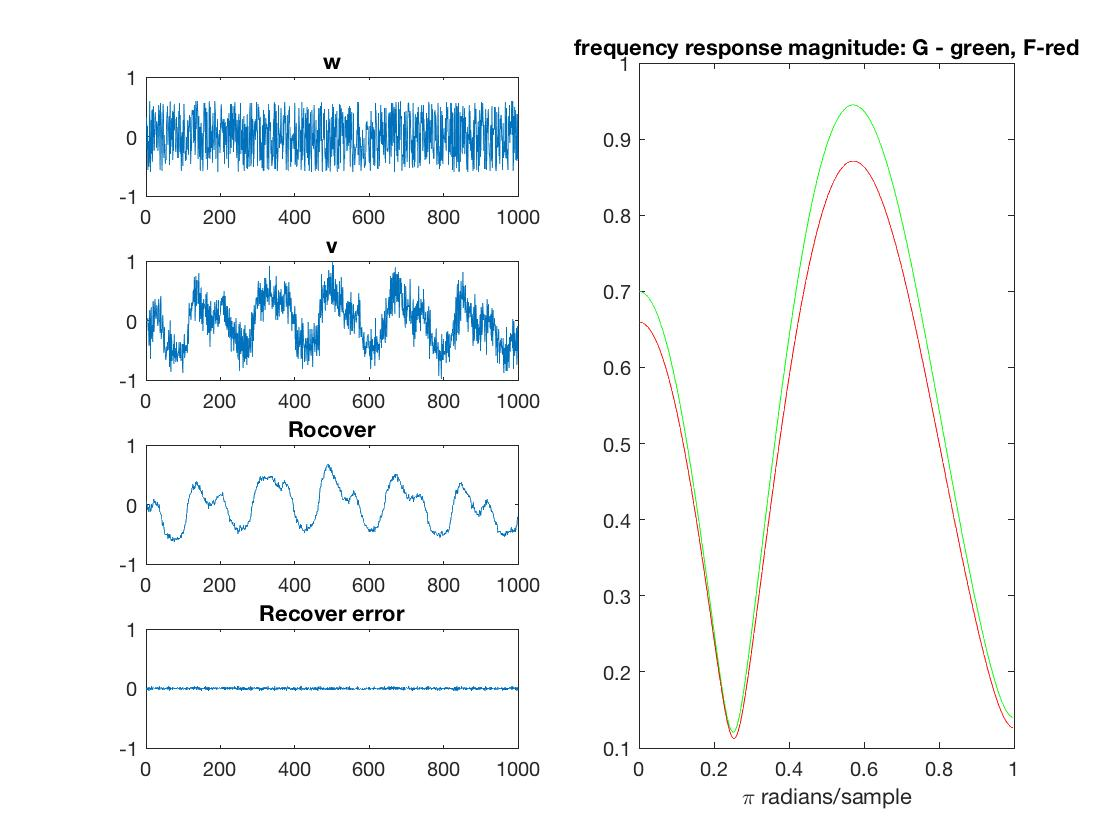 w
1
0
-1
0 200 400 600 800 1000
v
1
0
-1
0 200 400 600 800 1000
Rocover
1
0
-1
0 200 400 600 800 1000
Recover error
1
0
-1
0 200 400 600 800 1000
frequency response magnitude: G - green, F-red
1
0.9
0.8
0.7
0.6
0.5
0.4
0.3
0.2
0.1
0 0.2 0.4 0.6 0.8 1
π radians/sample